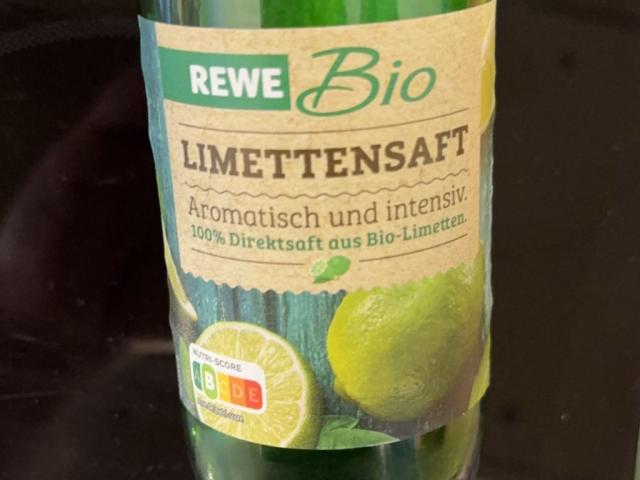 REWE Bio
LIMETTENSAFT
Aromatisch und intensiv.
100% Direktsaft aus Bio-Limetten.
NUTRI-SCORE
B D E